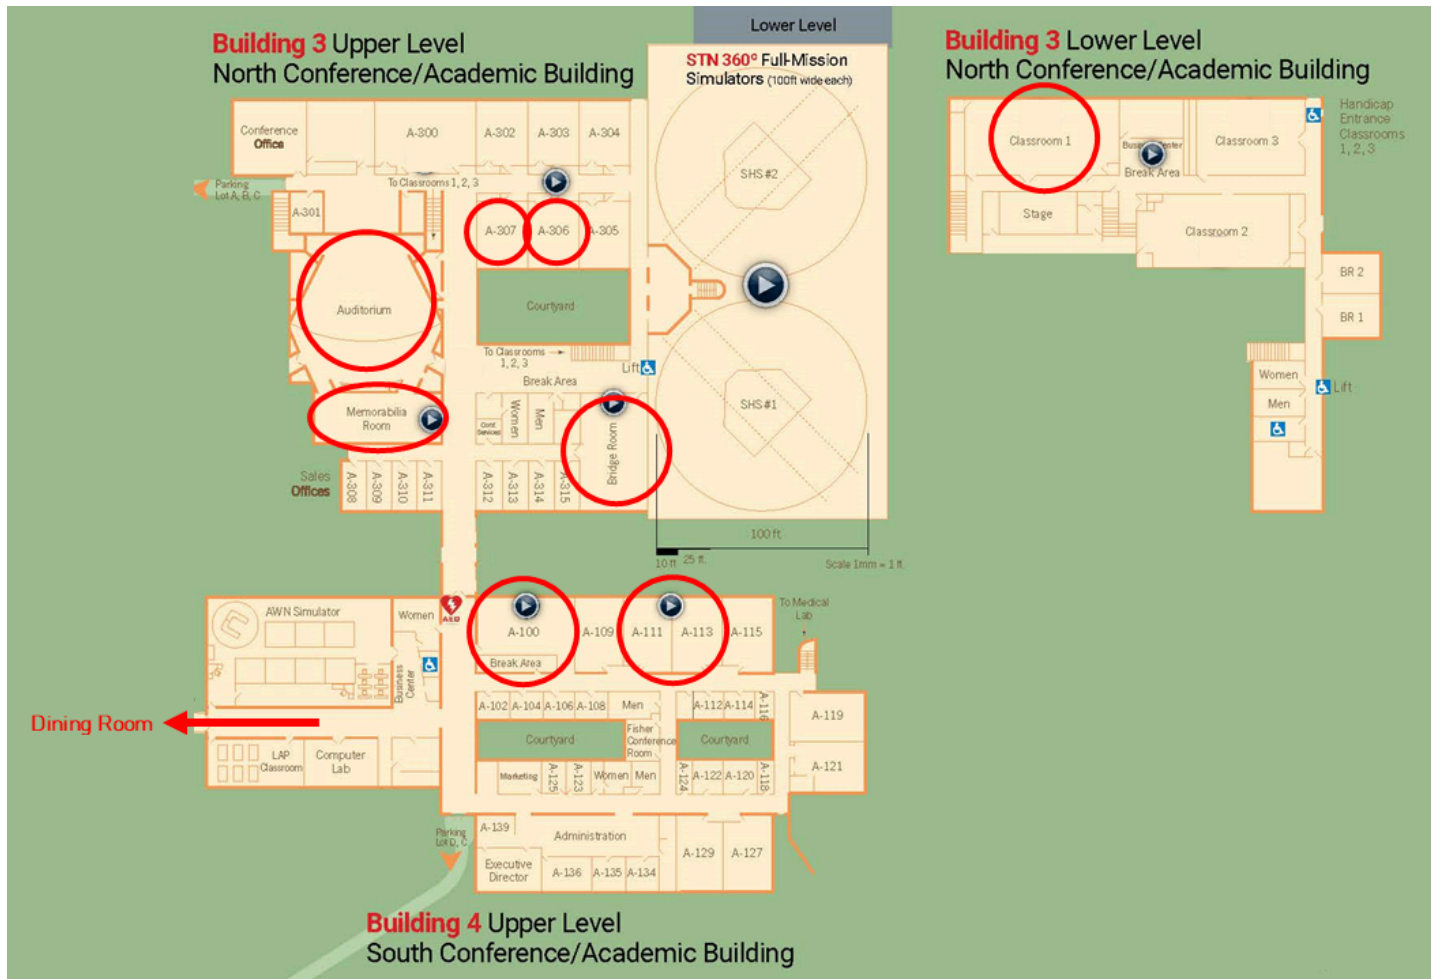 Lower Level
Building 3 Upper Level
North Conference/Academic Building
STN 360º Full-Mission
Simulators (100ft wide each)
Building 3 Lower Level
North Conference/Academic Building
Conference
Office
A-300
A-302
A-303
A-304
Parking
Lot A, B, C
To Classrooms 1, 2, 3
A-301
A-307
A-306
A-305
SHS #2
Auditorium
Courtyard
To Classrooms
1, 2, 3
Lift
Break Area
Memorabilia
Room
Cont
Services
Women
Men
Bridge Room
SHS #1
Sales
Offices
A-308
A-309
A-310
A-311
A-312
A-313
A-314
A-315
100 ft
10 ft
25 ft.
Scale 1mm = 1 ft.
Classroom 1
Business Center
Break Area
Classroom 3
Handicap
Entrance
Classrooms
1, 2, 3
Stage
Classroom 2
BR 2
BR 1
Women
Men
Lift
AWN Simulator
Women
AED
Business
Center
A-100
Break Area
A-109
A-111
A-113
A-115
To Medical
Lab
Dining Room
A-102
A-104
A-106
A-108
Men
A-112
A-114
A-116
A-119
Courtyard
Fisher
Conference
Room
Courtyard
LAP
Classroom
Computer
Lab
Marketing
A-125
A-123
Women
Men
A-124
A-122
A-120
A-118
A-121
Parking
Lot D, C
A-139
Administration
Executive
Director
A-136
A-135
A-134
A-129
A-127
Building 4 Upper Level
South Conference/Academic Building